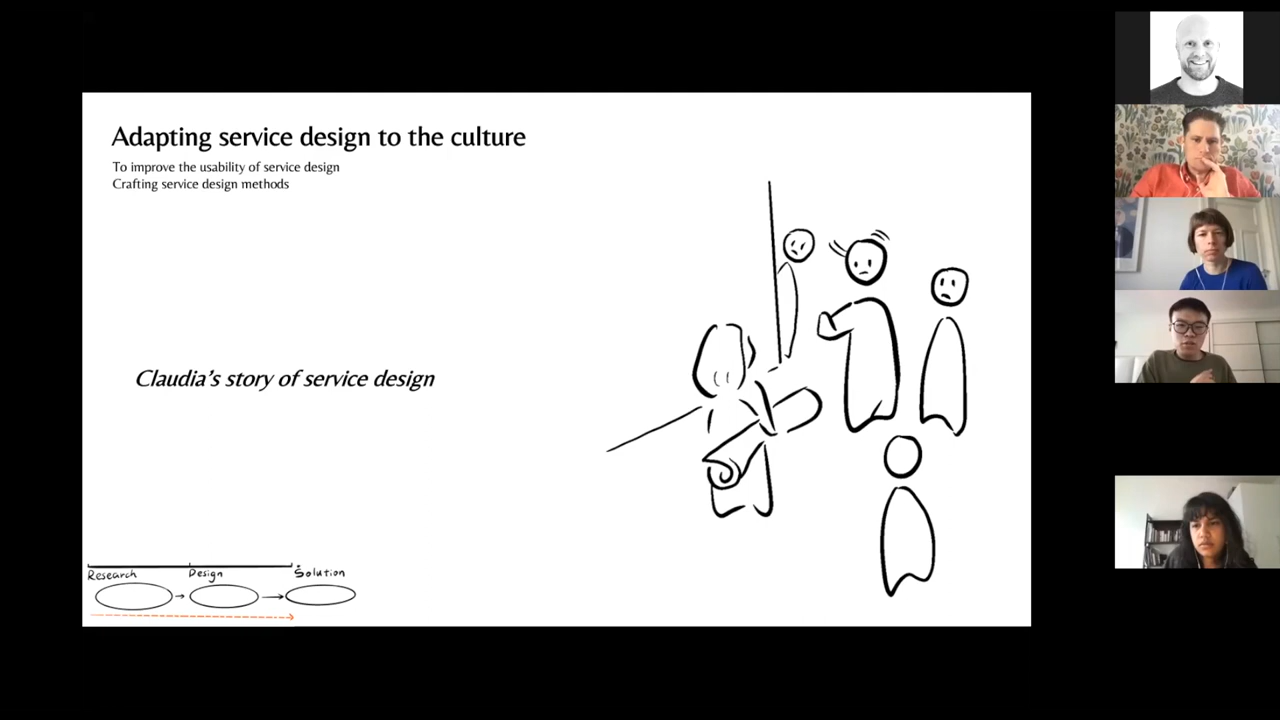 Adapting service design to the culture
To improve the usability of service design
Crafting service design methods
Claudia's story of service design
Research Design Solution